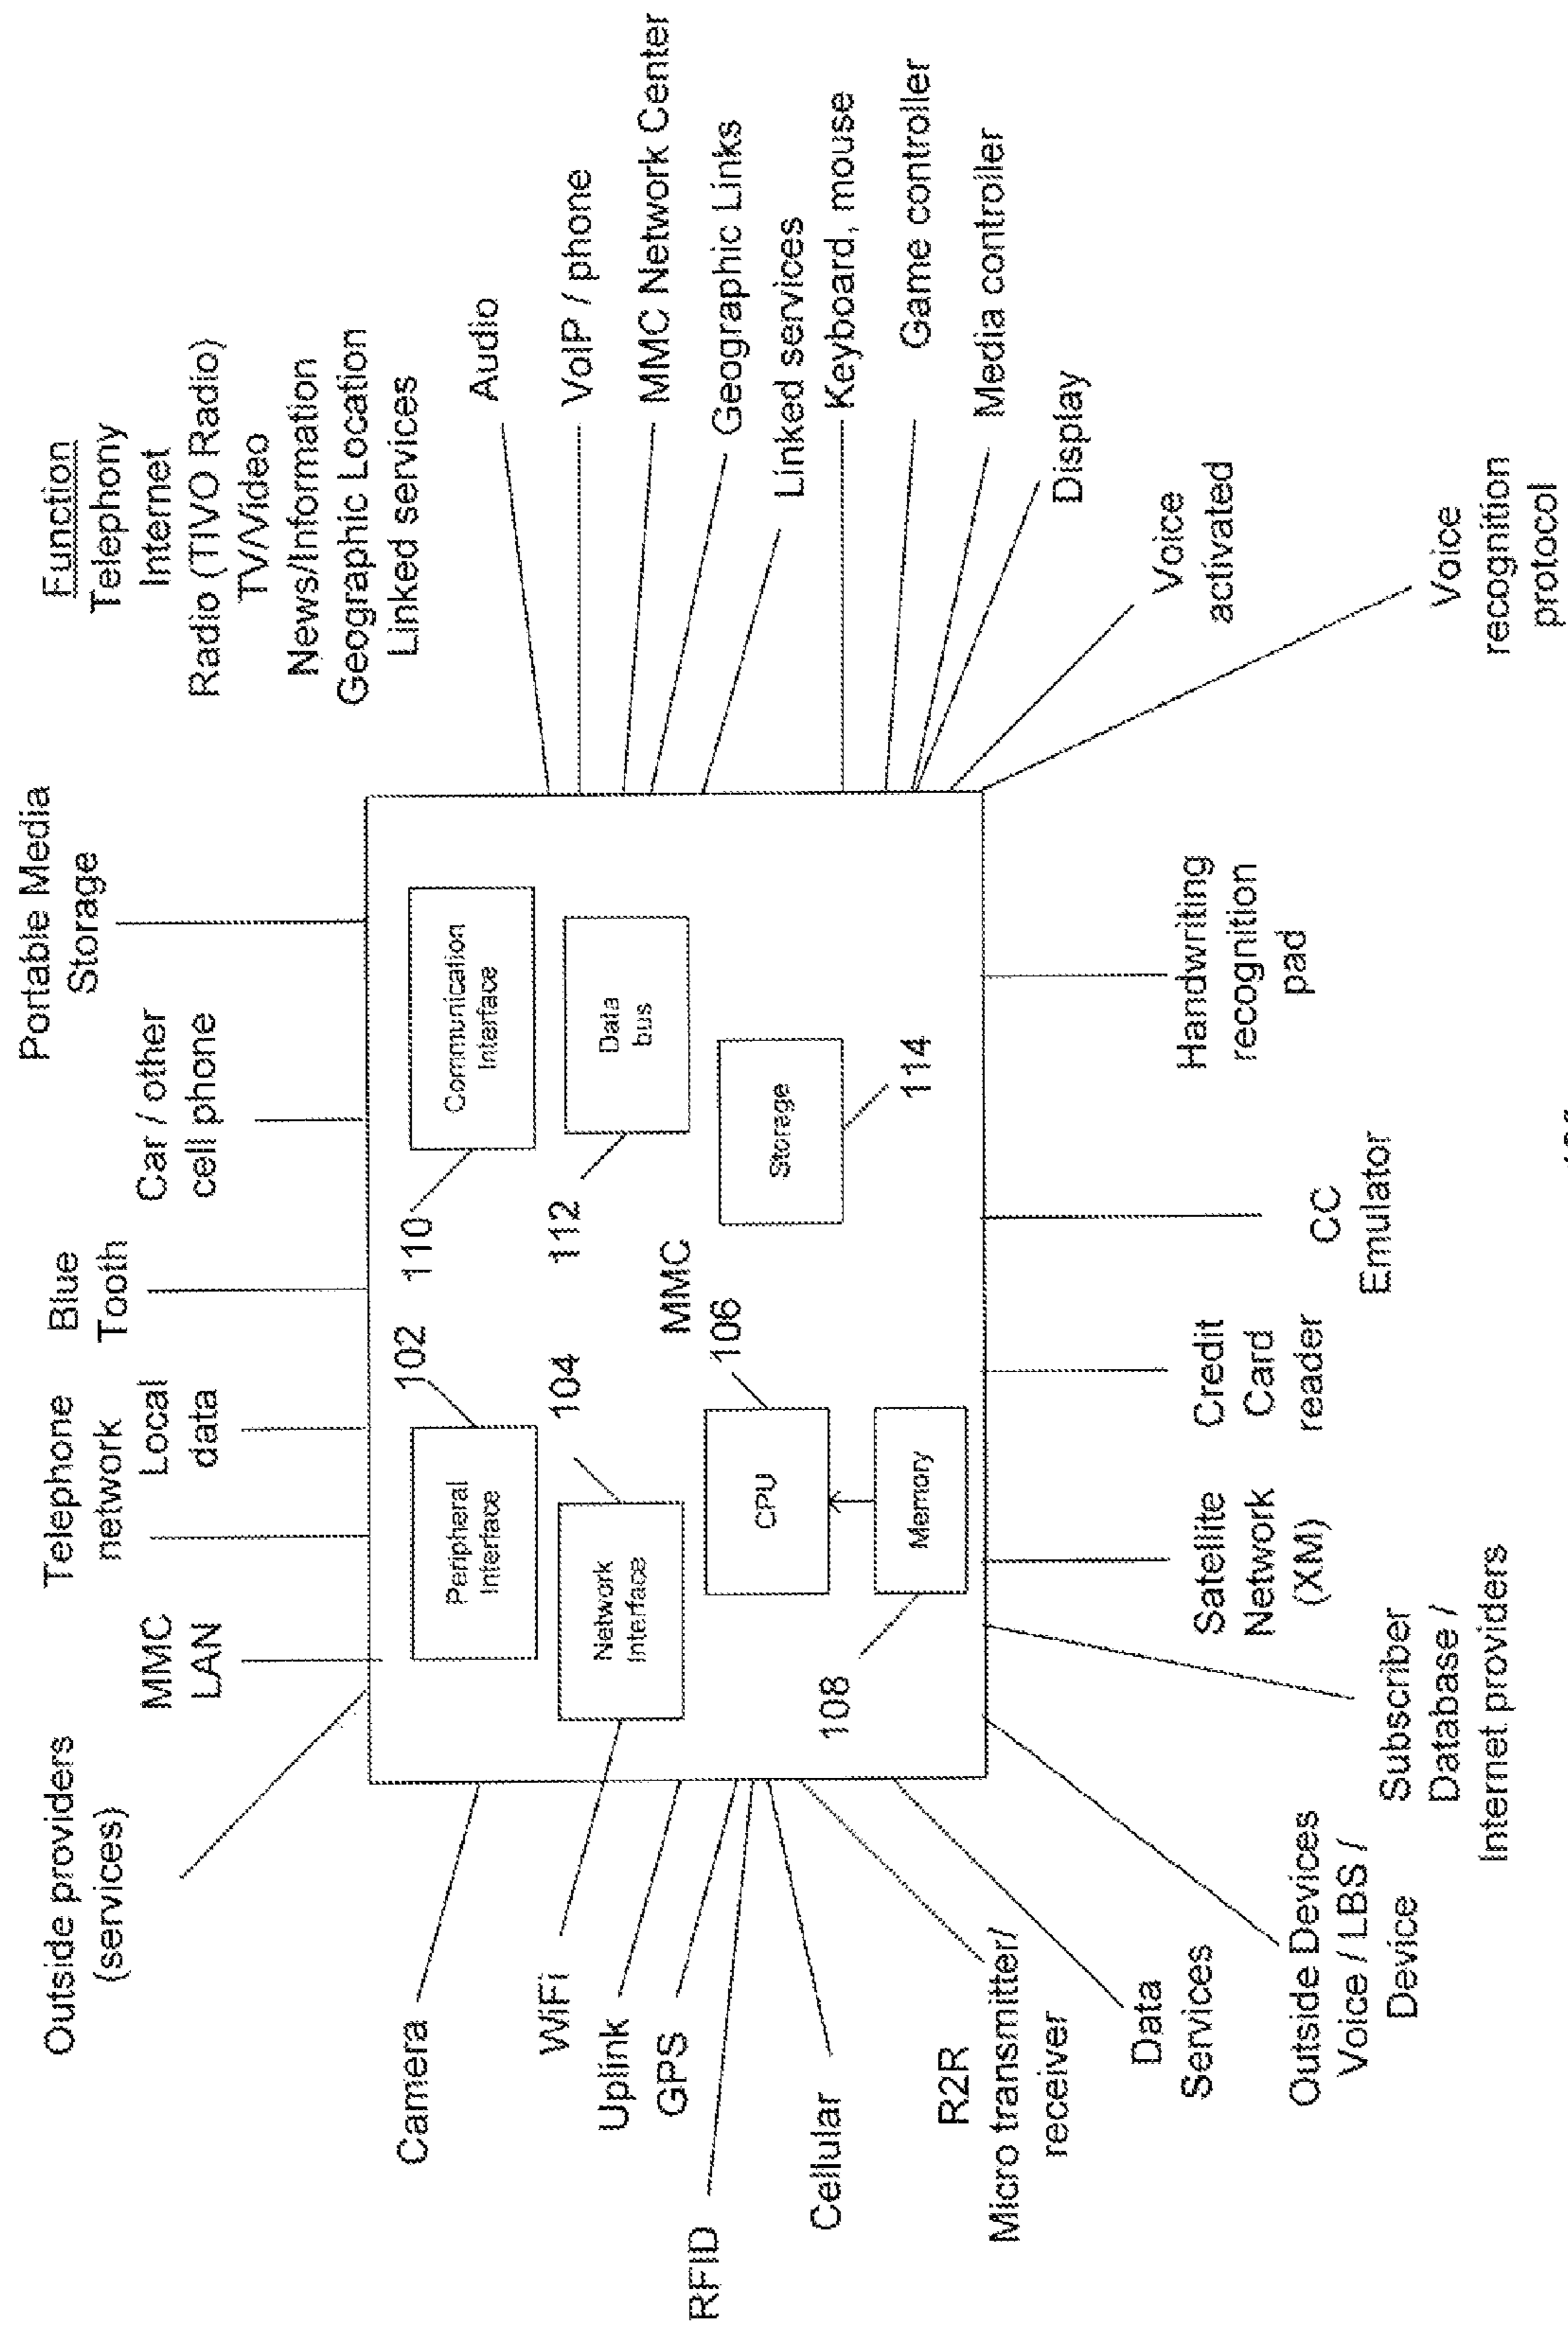 Outside providers
(services)
MMC
LAN
Telephone
network
Local
data
Blue
Tooth
Car / other
cell phone
Portable Media
Storage
Function
Telephony
Internet
Radio (TIVO Radio)
TV/Video
News/Information
Geographic Location
Linked services
Camera
WiFi
Uplink
GPS
RFID
Cellular
R2R
Micro transmitter/
receiver
Data
Services
Outside Devices
Voice / LBS /
Device
Peripheral
Interface
102
Network
Interface
104
CPU
106
Memory
108
MMC
Communication
Interface
110
Data
bus
112
Storege
114
Audio
VoIP / phone
MMC Network Center
Geographic Links
Linked services
Keyboard, mouse
Game controller
Media controller
Display
Voice
activated
Voice
recognition
protocol
Subscriber
Database /
Internet providers
Satellite
Network
(XM)
Credit
Card
reader
CC
Emulator
Handwriting
recognition
pad